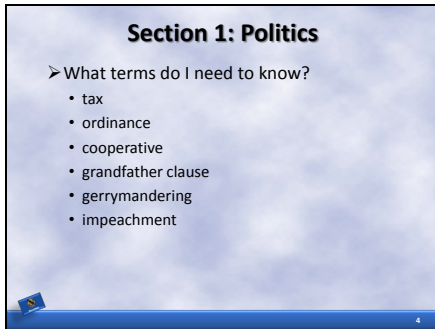 Section 1: Politics
➢What terms do I need to know?
• tax
• ordinance
• cooperative
• grandfather clause
• gerrymandering
• impeachment
4